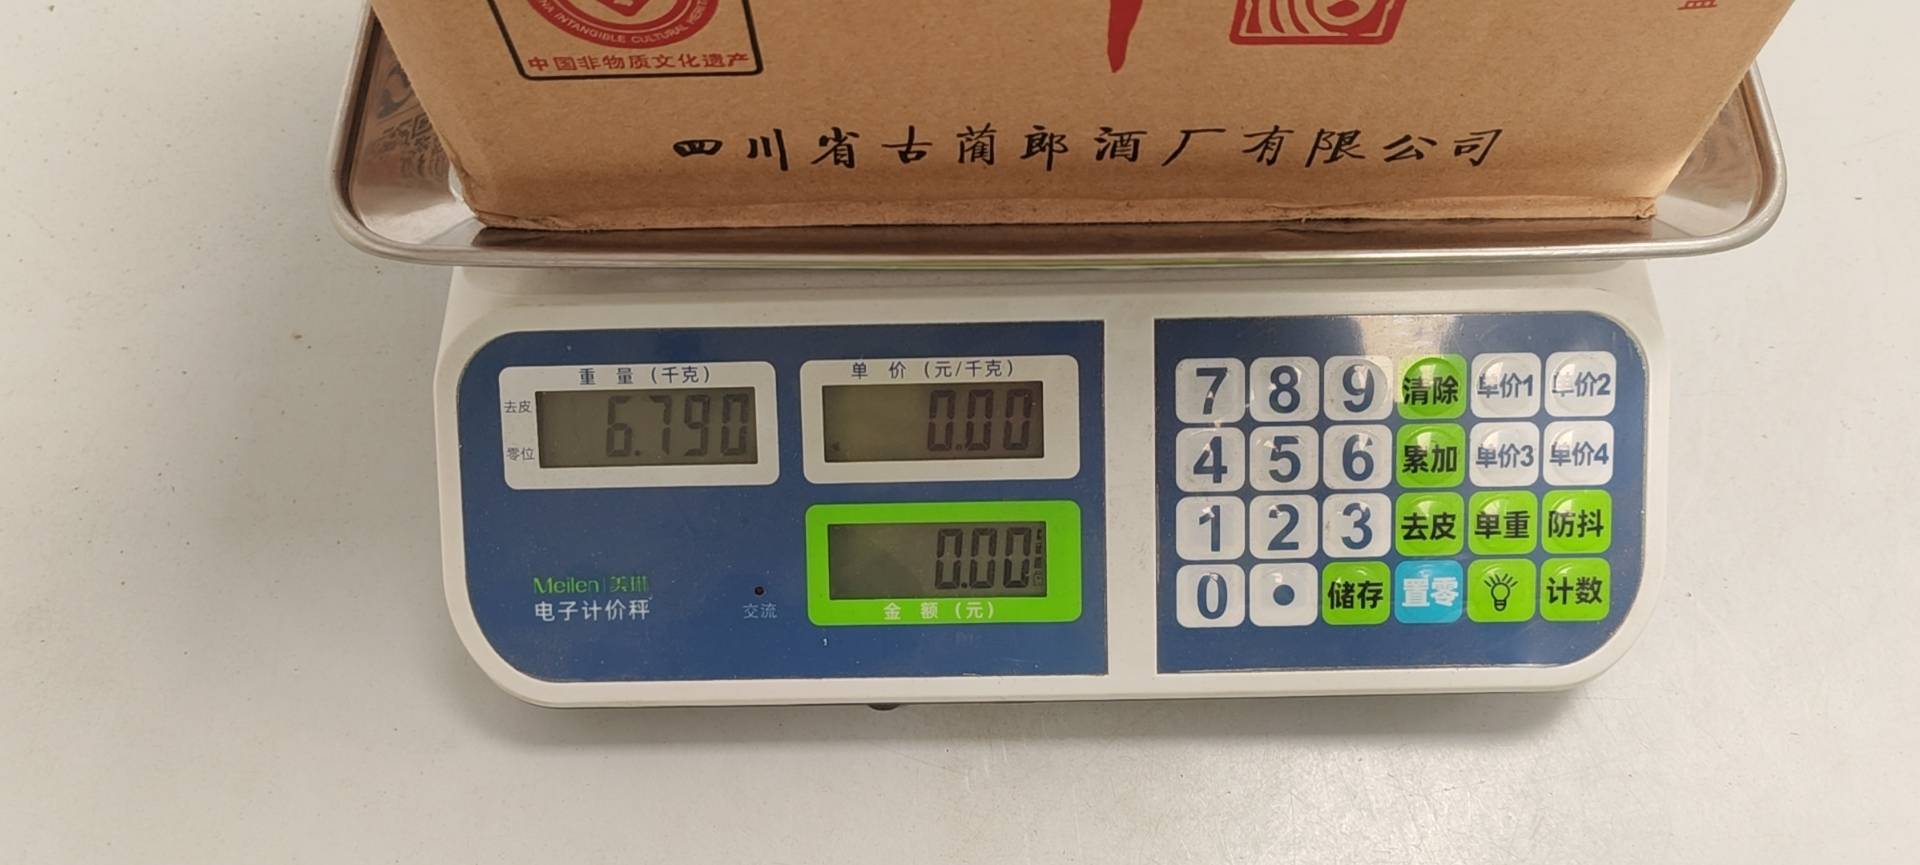 CHINA INTANGIBLE CULTURAL HERITAGE
中国非物质文化遗产
四川省古蔺郎酒厂有限公司
重 量 (千克)
单 价 (元/千克)
去皮
零位
6.790
0.00
0.00
金 额 (元)
Meilen 美琳
电子计价秤
交流
7 8 9 清除 单价1 单价2
4 5 6 累加 单价3 单价4
1 2 3 去皮 单重 防抖
0 • 储存 置零 计数